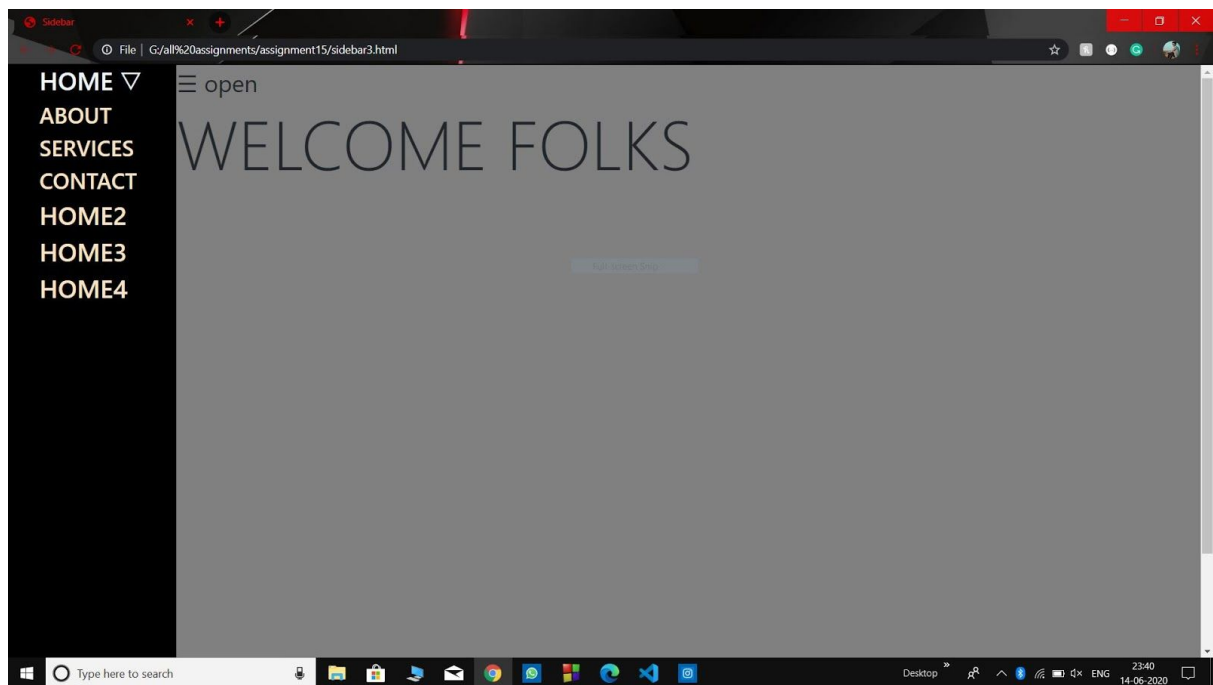 Sidebar
File | G:/all%20assignments/assignment15/sidebar3.html
HOME ▽
☰ open
ABOUT
WELCOME FOLKS
SERVICES
CONTACT
HOME2
HOME3
HOME4
Type here to search
Desktop
ENG
23:40
14-06-2020